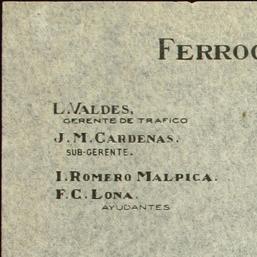 FERROC
L. VALDES,
GERENTE DE TRAFICO
J. M. CARDENAS.
SUB-GERENTE.
I. ROMERO MALPICA.
F. C. LONA.
AYUDANTES